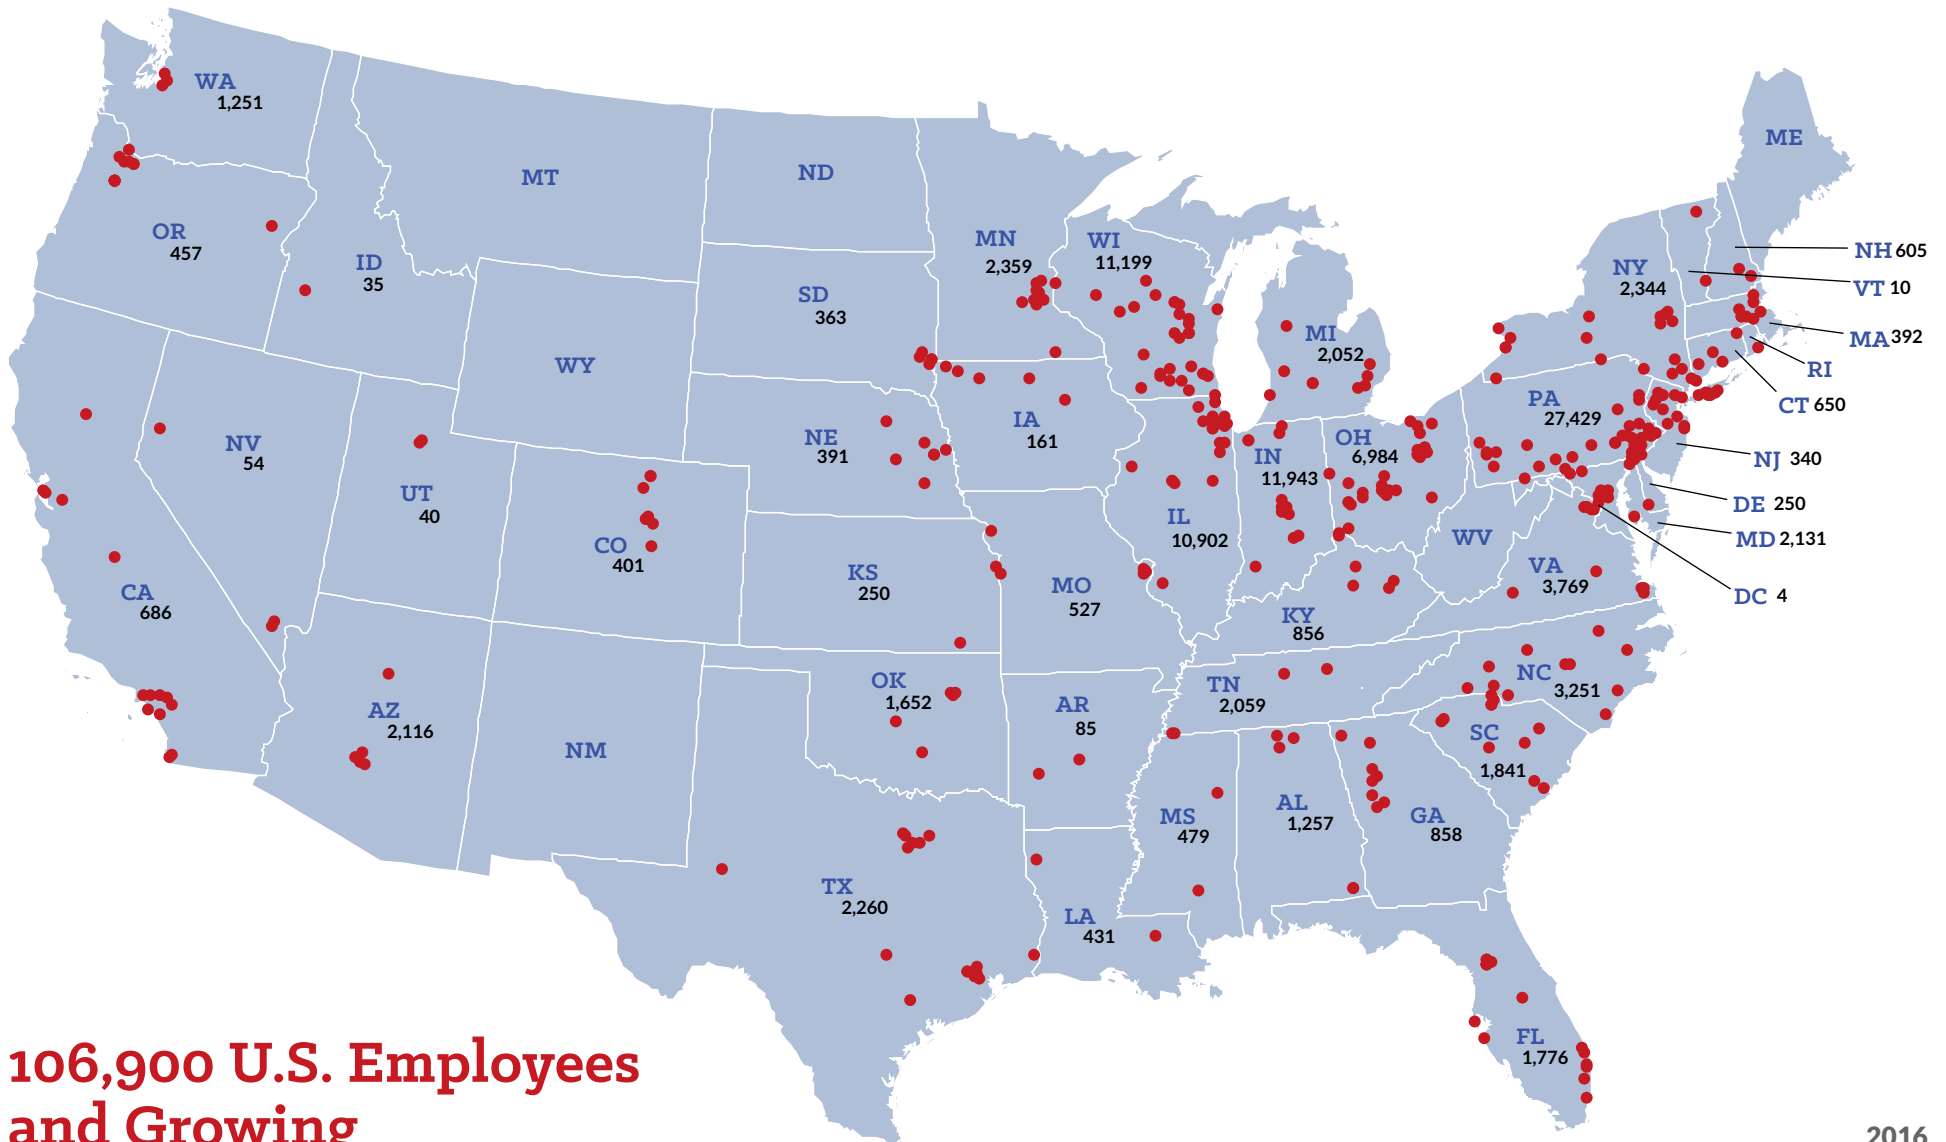 WA
1,251
MT
ND
ME
OR
457
ID
35
MN
2,359
WI
11,199
NH 605
SD
363
NY
2,344
VT 10
MI
2,052
MA 392
WY
RI
PA
27,429
CT 650
NE
391
IA
161
OH
6,984
NV
54
IN
11,943
NJ 340
UT
40
DE 250
IL
10,902
MD 2,131
CO
401
WV
KS
250
MO
527
VA
3,769
CA
686
DC 4
KY
856
OK
1,652
TN
2,059
NC
3,251
AZ
2,116
AR
85
NM
SC
1,841
MS
479
AL
1,257
GA
858
TX
2,260
LA
431
FL
1,776
106,900 U.S. Employees
and Growing
2016